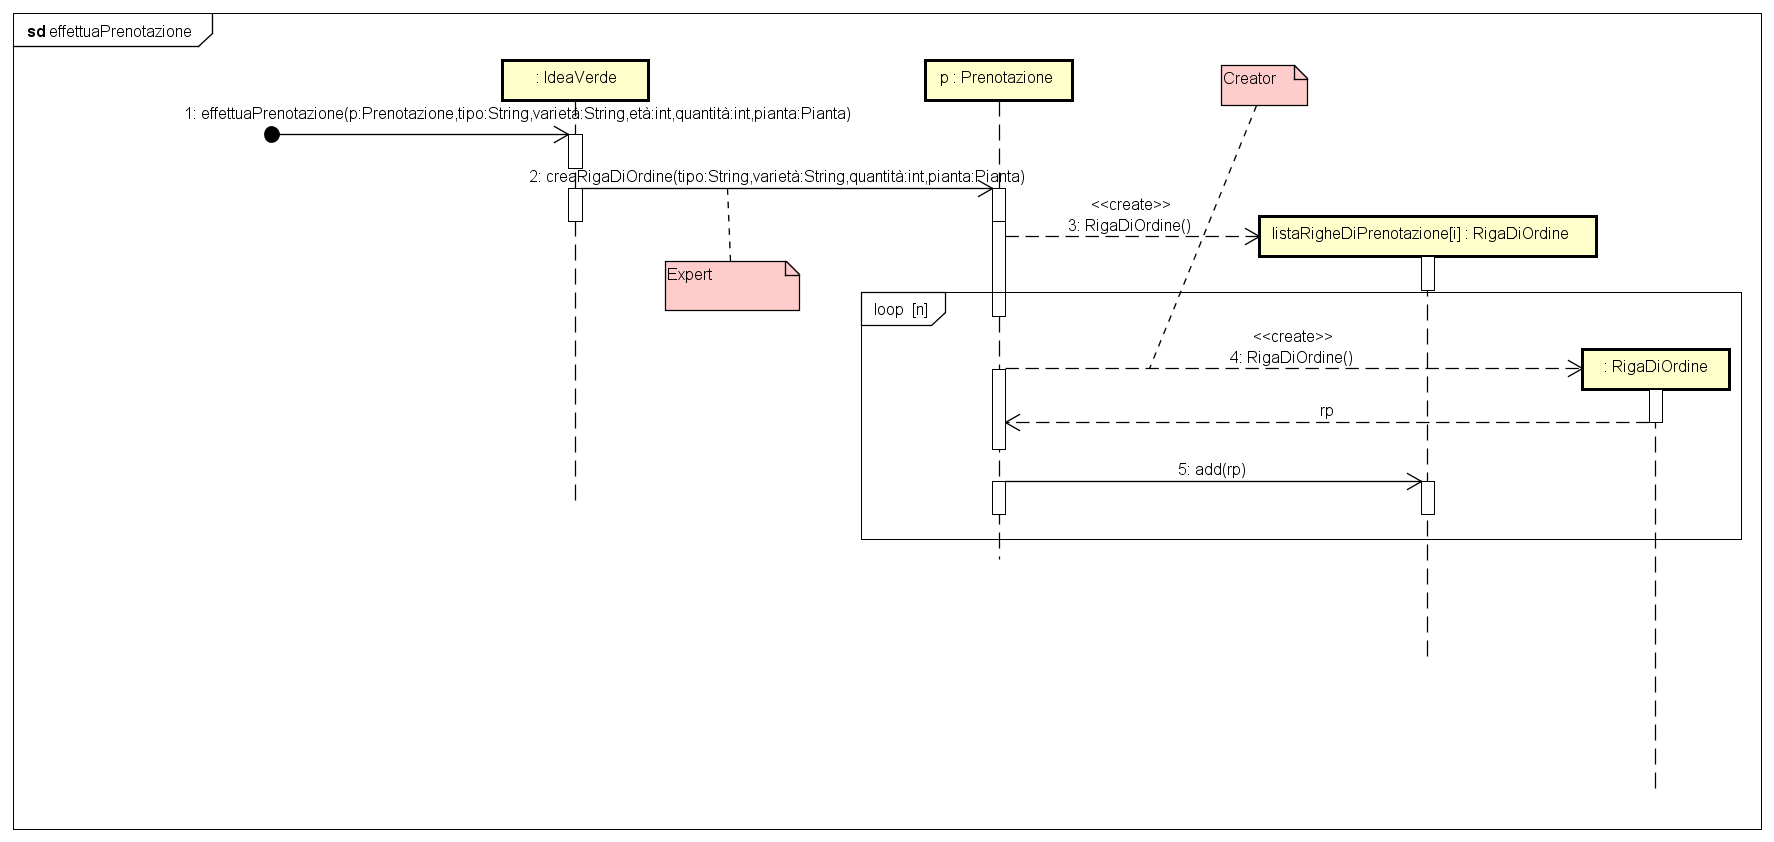 sd effettuaPrenotazione
: IdeaVerde
p : Prenotazione
Creator
1: effettuaPrenotazione(p:Prenotazione,tipo:String,varietà:String,età:int,quantità:int,pianta:Pianta)
2: creaRigaDiOrdine(tipo:String,varietà:String,quantità:int,pianta:Pianta)
<<create>>
3: RigaDiOrdine()
listaRigheDiPrenotazione[i] : RigaDiOrdine
Expert
loop [n]
<<create>>
4: RigaDiOrdine()
: RigaDiOrdine
rp
5: add(rp)